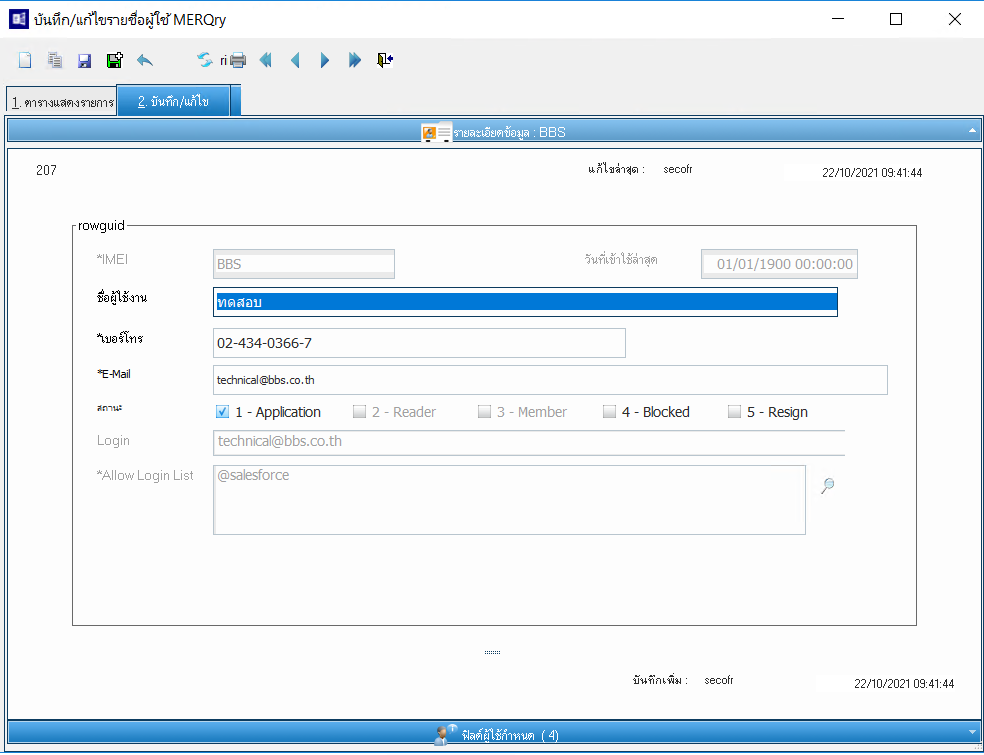 บันทึก/แก้ไขรายชื่อผู้ใช้ MERQry
ri
1. ตารางแสดงรายการ 2. บันทึก/แก้ไข
รายละเอียดข้อมูล : BBS
207 แก้ไขล่าสุด : secofr 22/10/2021 09:41:44
rowguid
*IMEI BBS วันที่เข้าใช้ล่าสุด 01/01/1900 00:00:00
ชื่อผู้ใช้งาน ทดสอบ
*เบอร์โทร 02-434-0366-7
*E-Mail technical@bbs.co.th
สถานะ 1 - Application 2 - Reader 3 - Member 4 - Blocked 5 - Resign
Login technical@bbs.co.th
*Allow Login List @salesforce
บันทึกเพิ่ม : secofr 22/10/2021 09:41:44
ฟิลด์ผู้ใช้กำหนด ( 4)